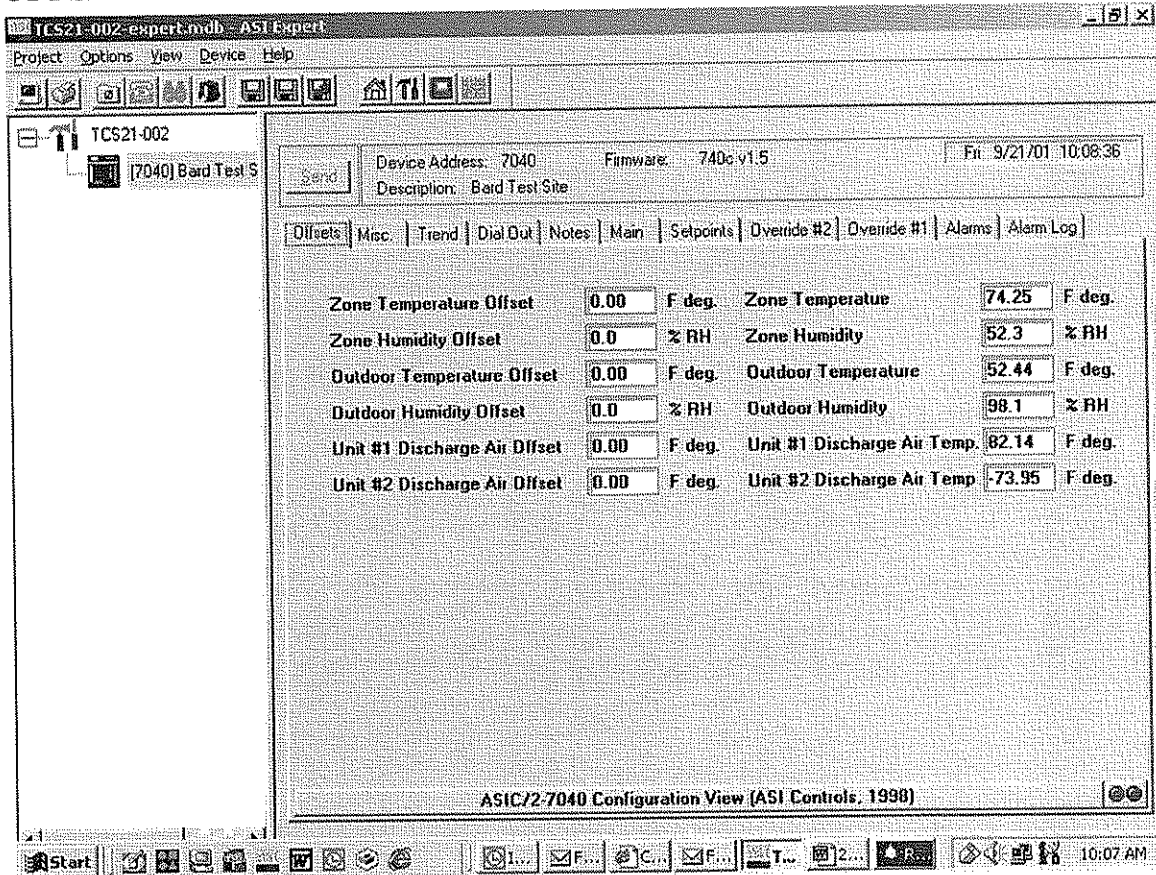 TCS21-002-expert.mdb - ASI Expert
Project Options View Device Help
TCS21-002
[7040] Bard Test S
Send
Device Address: 7040 Firmware: 740c v1.5
Fri 9/21/01 10:08:36
Description: Bard Test Site
Offsets Misc. Trend Dial Out Notes Main Setpoints Override #2 Override #1 Alarms Alarm Log
Zone Temperature Offset 0.00 F deg. Zone Temperatue 74.25 F deg.
Zone Humidity Offset 0.0 % RH Zone Humidity 52.3 % RH
Outdoor Temperature Offset 0.00 F deg. Outdoor Temperature 52.44 F deg.
Outdoor Humidity Offset 0.0 % RH Outdoor Humidity 98.1 % RH
Unit #1 Discharge Air Offset 0.00 F deg. Unit #1 Discharge Air Temp. 82.14 F deg.
Unit #2 Discharge Air Offset 0.00 F deg. Unit #2 Discharge Air Temp -73.95 F deg.
ASIC/2-7040 Configuration View (ASI Controls, 1998)
Start 1... F... C... F... T... 2... R... 10:07 AM